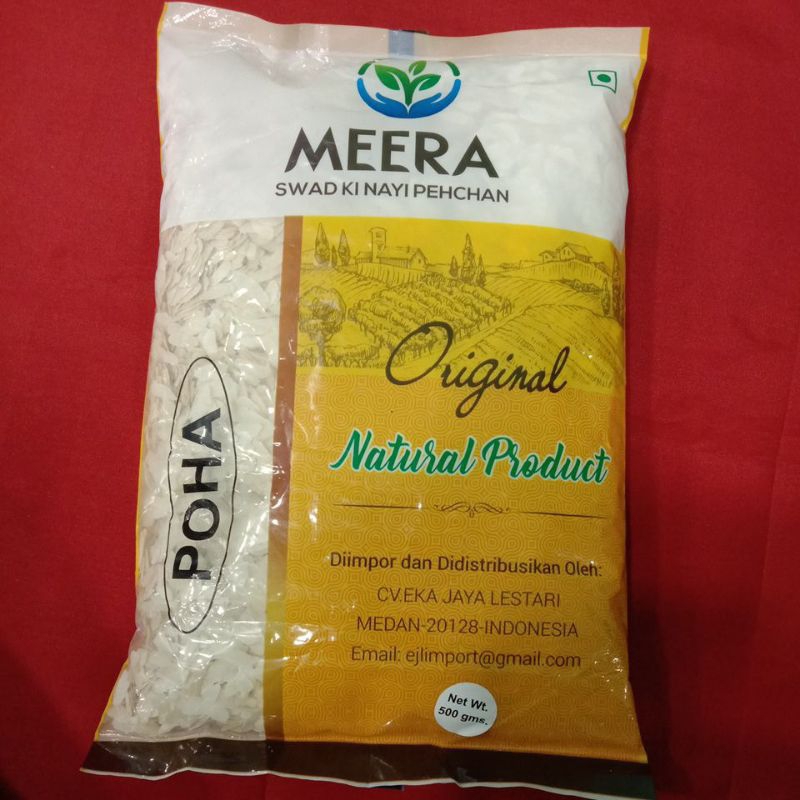 MEERA
SWAD KI NAYI PEHCHAN
Original
Natural Product
POHA
Diimpor dan Didistribusikan Oleh:
CV.EKA JAYA LESTARI
MEDAN-20128-INDONESIA
Email: ejlimport@gmail.com
Net Wt.
500 gms.